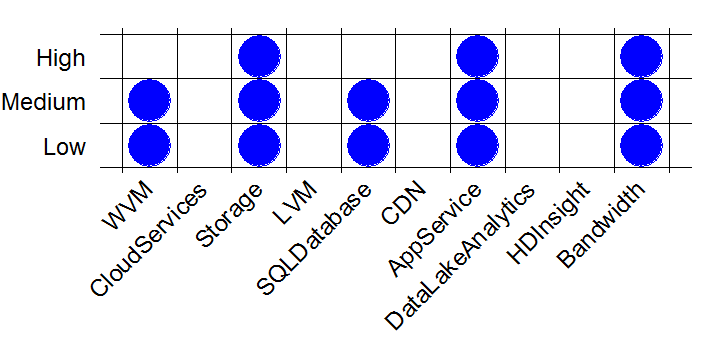 High
Medium
Low
WVM
CloudServices
Storage
LVM
SQLDatabase
CDN
AppService
DataLakeAnalytics
HDInsight
Bandwidth